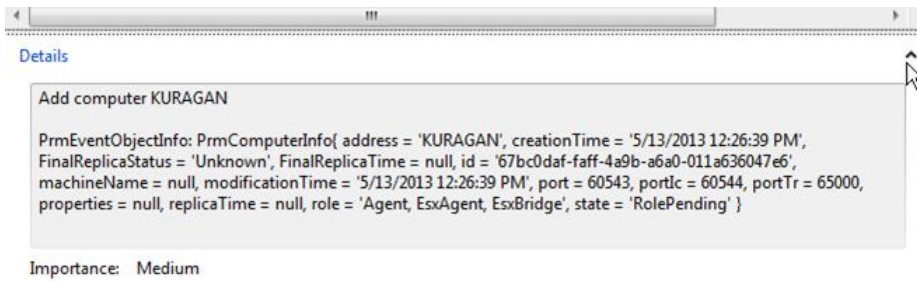 Details
Add computer KURAGAN
PrmEventObjectInfo: PrmComputerInfo{ address = 'KURAGAN', creationTime = '5/13/2013 12:26:39 PM',
FinalReplicaStatus = 'Unknown', FinalReplicaTime = null, id = '67bc0daf-faff-4a9b-a6a0-011a636047e6',
machineName = null, modificationTime = '5/13/2013 12:26:39 PM', port = 60543, portIc = 60544, portTr = 65000,
properties = null, replicaTime = null, role = 'Agent, EsxAgent, EsxBridge', state = 'RolePending' }
Importance: Medium